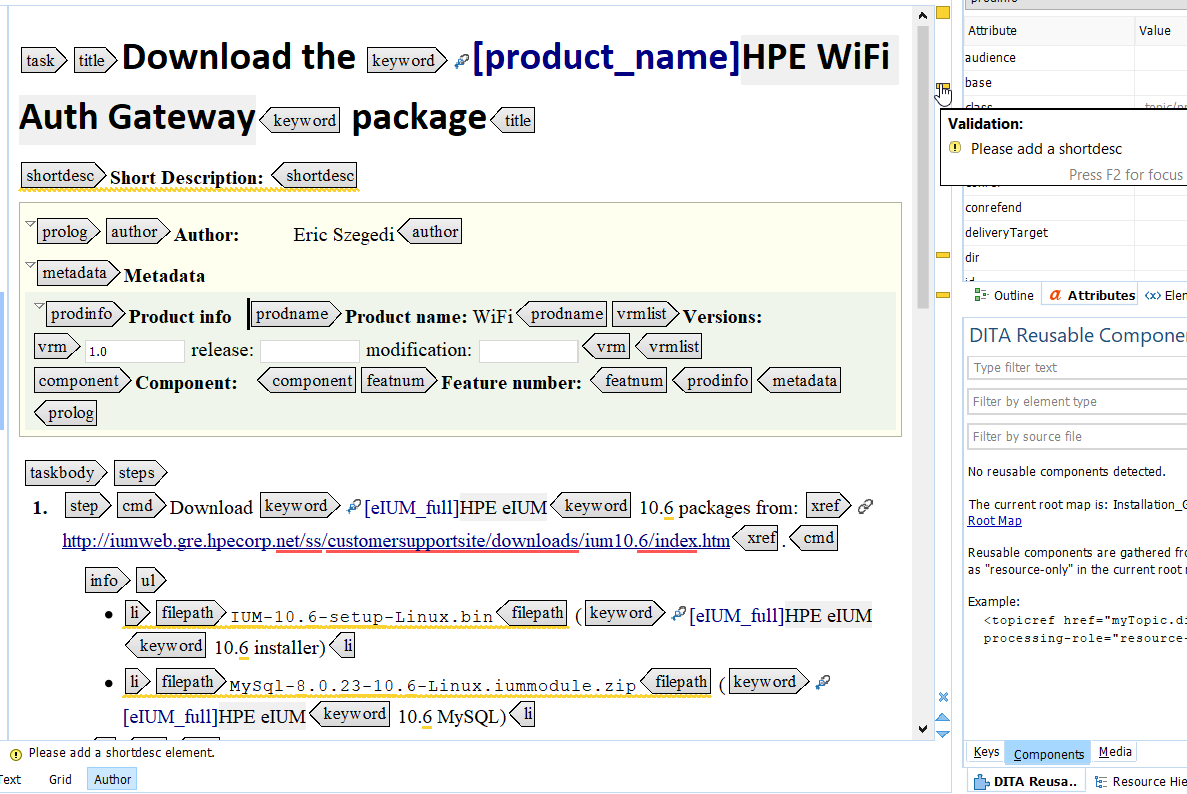 prodinfo
Attribute Value
audience
base
class topic/pr
Validation:
Please add a shortdesc
Press F2 for focus
conref
conrefend
deliveryTarget
dir
id
Outline Attributes Elen
task title Download the keyword [product_name]HPE WiFi
Auth Gateway keyword package title
shortdesc Short Description: shortdesc
prolog author Author: Eric Szegedi author
metadata Metadata
prodinfo Product info prodname Product name: WiFi prodname vrmlist Versions:
vrm 1.0 release: modification: vrm vrmlist
component Component: component featnum Feature number: featnum prodinfo metadata
prolog
taskbody steps
1. step cmd Download keyword [eIUM_full]HPE eIUM keyword 10.6 packages from: xref
http://iumweb.gre.hpecorp.net/ss/customersupportsite/downloads/ium10.6/index.htm xref . cmd
info ul
• li filepath IUM-10.6-setup-Linux.bin filepath ( keyword [eIUM_full]HPE eIUM
keyword 10.6 installer) li
• li filepath MySql-8.0.23-10.6-Linux.iummodule.zip filepath ( keyword
[eIUM_full]HPE eIUM keyword 10.6 MySQL) li
Please add a shortdesc element.
Text Grid Author
DITA Reusable Compone
Type filter text
Filter by element type
Filter by source file
No reusable components detected.
The current root map is: Installation_G
Root Map
Reusable components are gathered fro
as "resource-only" in the current root r
Example:
<topicref href="myTopic.di
processing-role="resource-
Keys Components Media
DITA Reusa.. Resource Hie